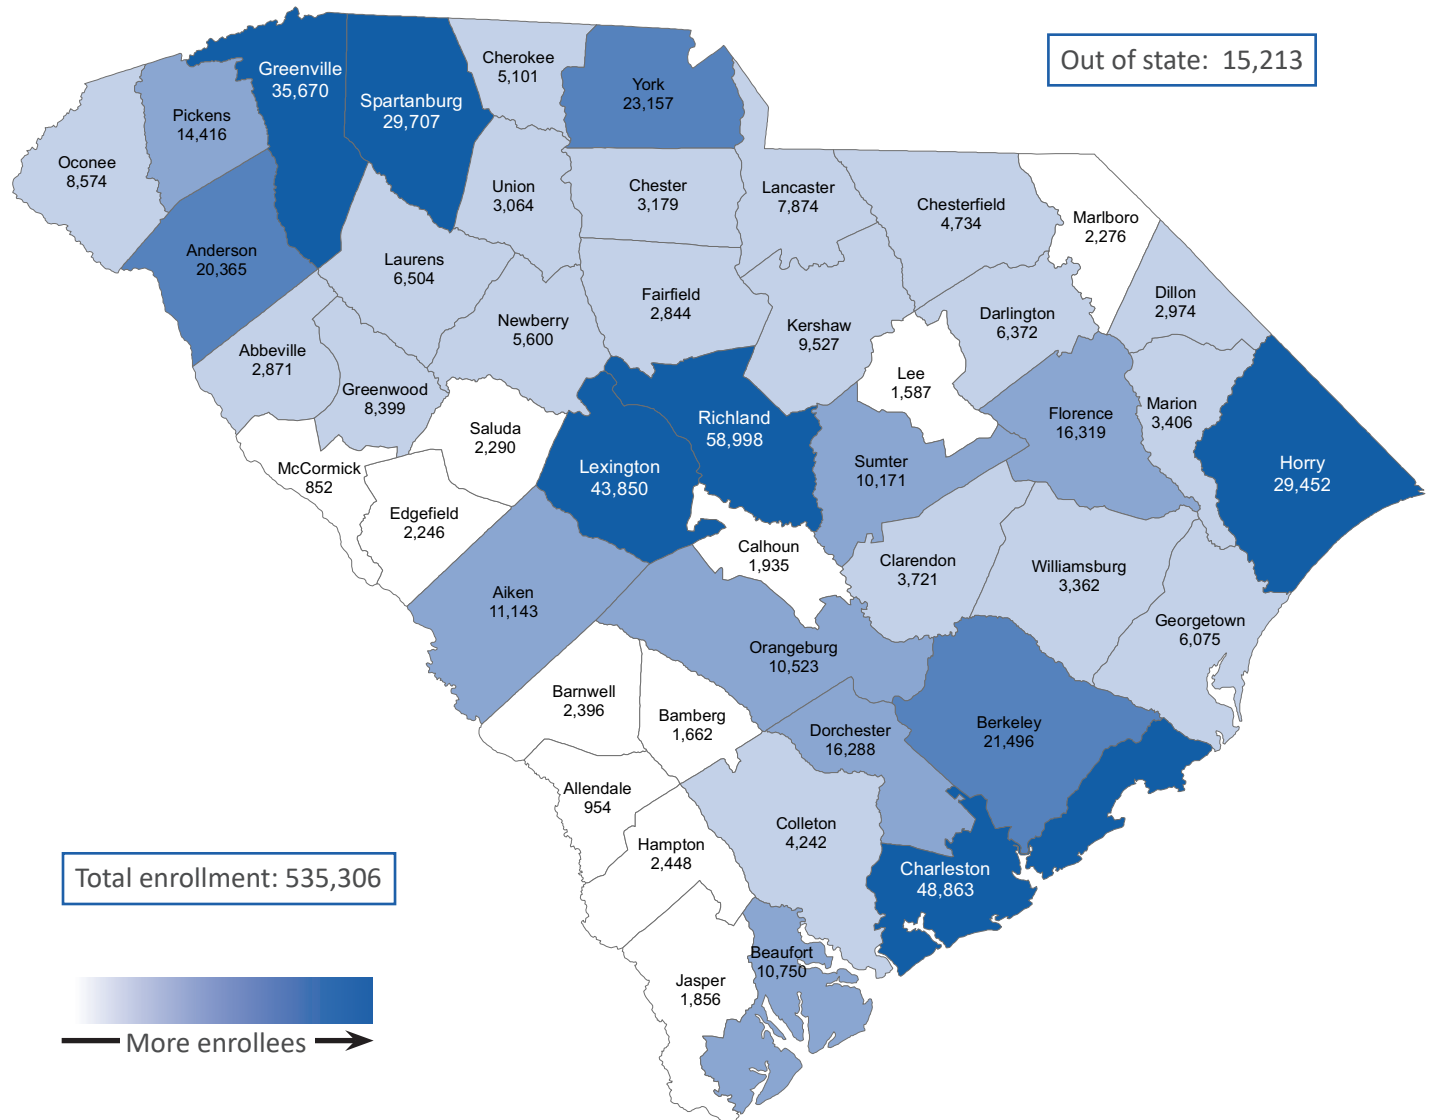 Out of state: 15,213
Cherokee
5,101
Greenville
35,670
York
23,157
Spartanburg
29,707
Pickens
14,416
Oconee
8,574
Union
3,064
Chester
3,179
Lancaster
7,874
Chesterfield
4,734
Marlboro
2,276
Anderson
20,365
Laurens
6,504
Fairfield
2,844
Dillon
2,974
Newberry
5,600
Kershaw
9,527
Darlington
6,372
Abbeville
2,871
Greenwood
8,399
Lee
1,587
Saluda
2,290
Richland
58,998
Florence
16,319
Marion
3,406
McCormick
852
Lexington
43,850
Sumter
10,171
Horry
29,452
Edgefield
2,246
Calhoun
1,935
Clarendon
3,721
Williamsburg
3,362
Aiken
11,143
Georgetown
6,075
Orangeburg
10,523
Barnwell
2,396
Bamberg
1,662
Dorchester
16,288
Berkeley
21,496
Allendale
954
Colleton
4,242
Hampton
2,448
Charleston
48,863
Total enrollment: 535,306
Beaufort
10,750
Jasper
1,856
More enrollees